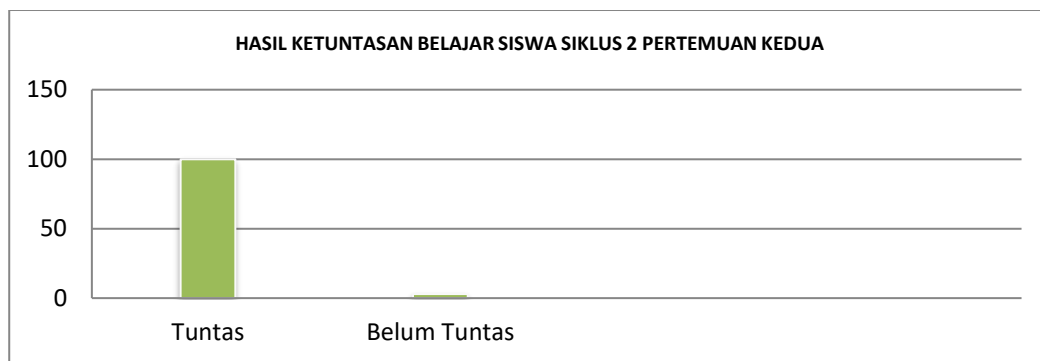 HASIL KETUNTASAN BELAJAR SISWA SIKLUS 2 PERTEMUAN KEDUA
150
100
50
0
Tuntas
Belum Tuntas